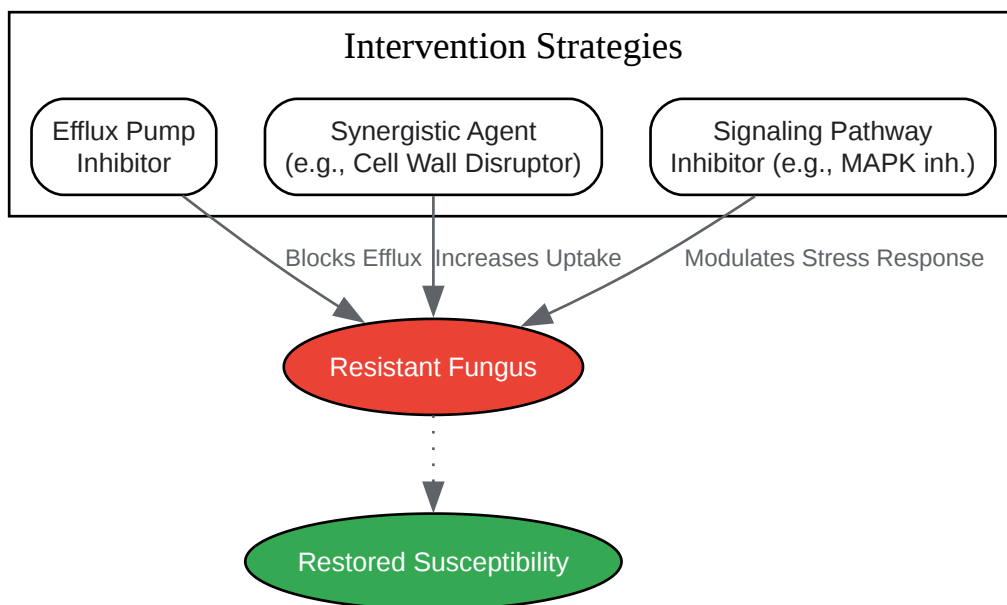 Intervention Strategies
Efflux Pump
Inhibitor
Synergistic Agent
(e.g., Cell Wall Disruptor)
Signaling Pathway
Inhibitor (e.g., MAPK inh.)
Blocks Efflux
Increases Uptake
Modulates Stress Response
Resistant Fungus
Restored Susceptibility